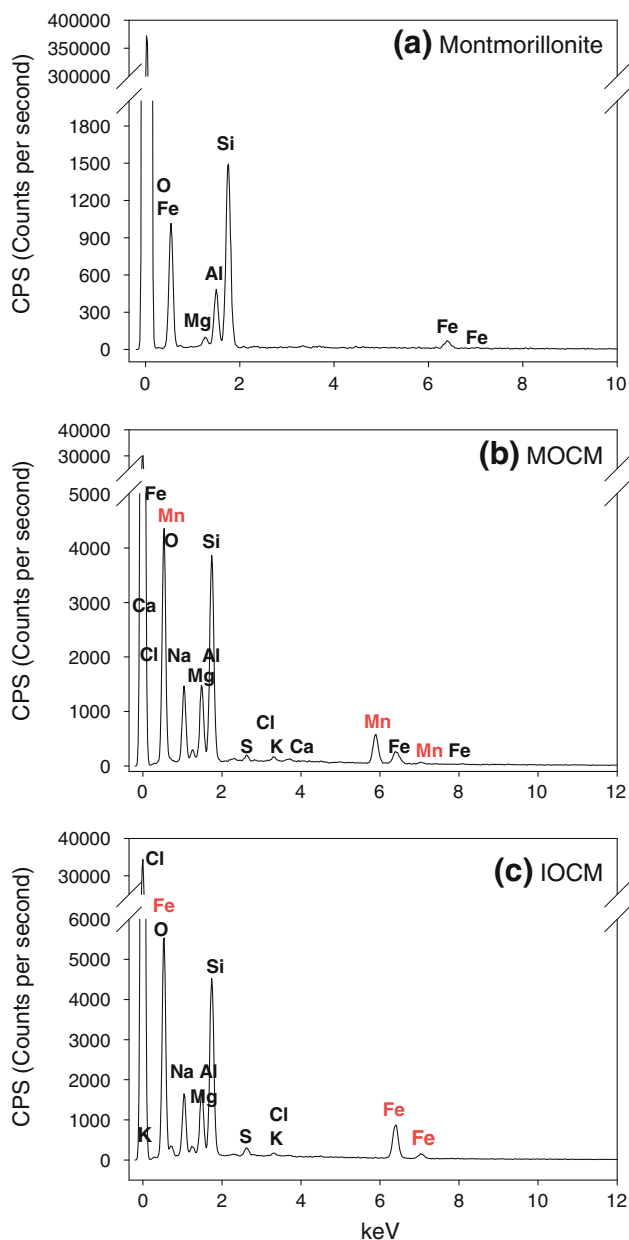 (a) Montmorillonite
CPS (Counts per second)
400000
350000
300000
1800
1500
1200
900
600
300
0
O
Fe
Mg
Al
Si
Fe
Fe
0 2 4 6 8 10
(b) MOCM
CPS (Counts per second)
40000
30000
5000
4000
3000
2000
1000
0
Fe
Mn
O
Si
Ca
Cl
Na
Al
Mg
S
Cl
K
Ca
Mn
Fe
Mn
Fe
0 2 4 6 8 10 12
(c) IOCM
CPS (Counts per second)
40000
30000
6000
5000
4000
3000
2000
1000
0
Cl
Fe
O
Si
Na
Al
Mg
K
S
Cl
K
Fe
Fe
0 2 4 6 8 10 12
keV